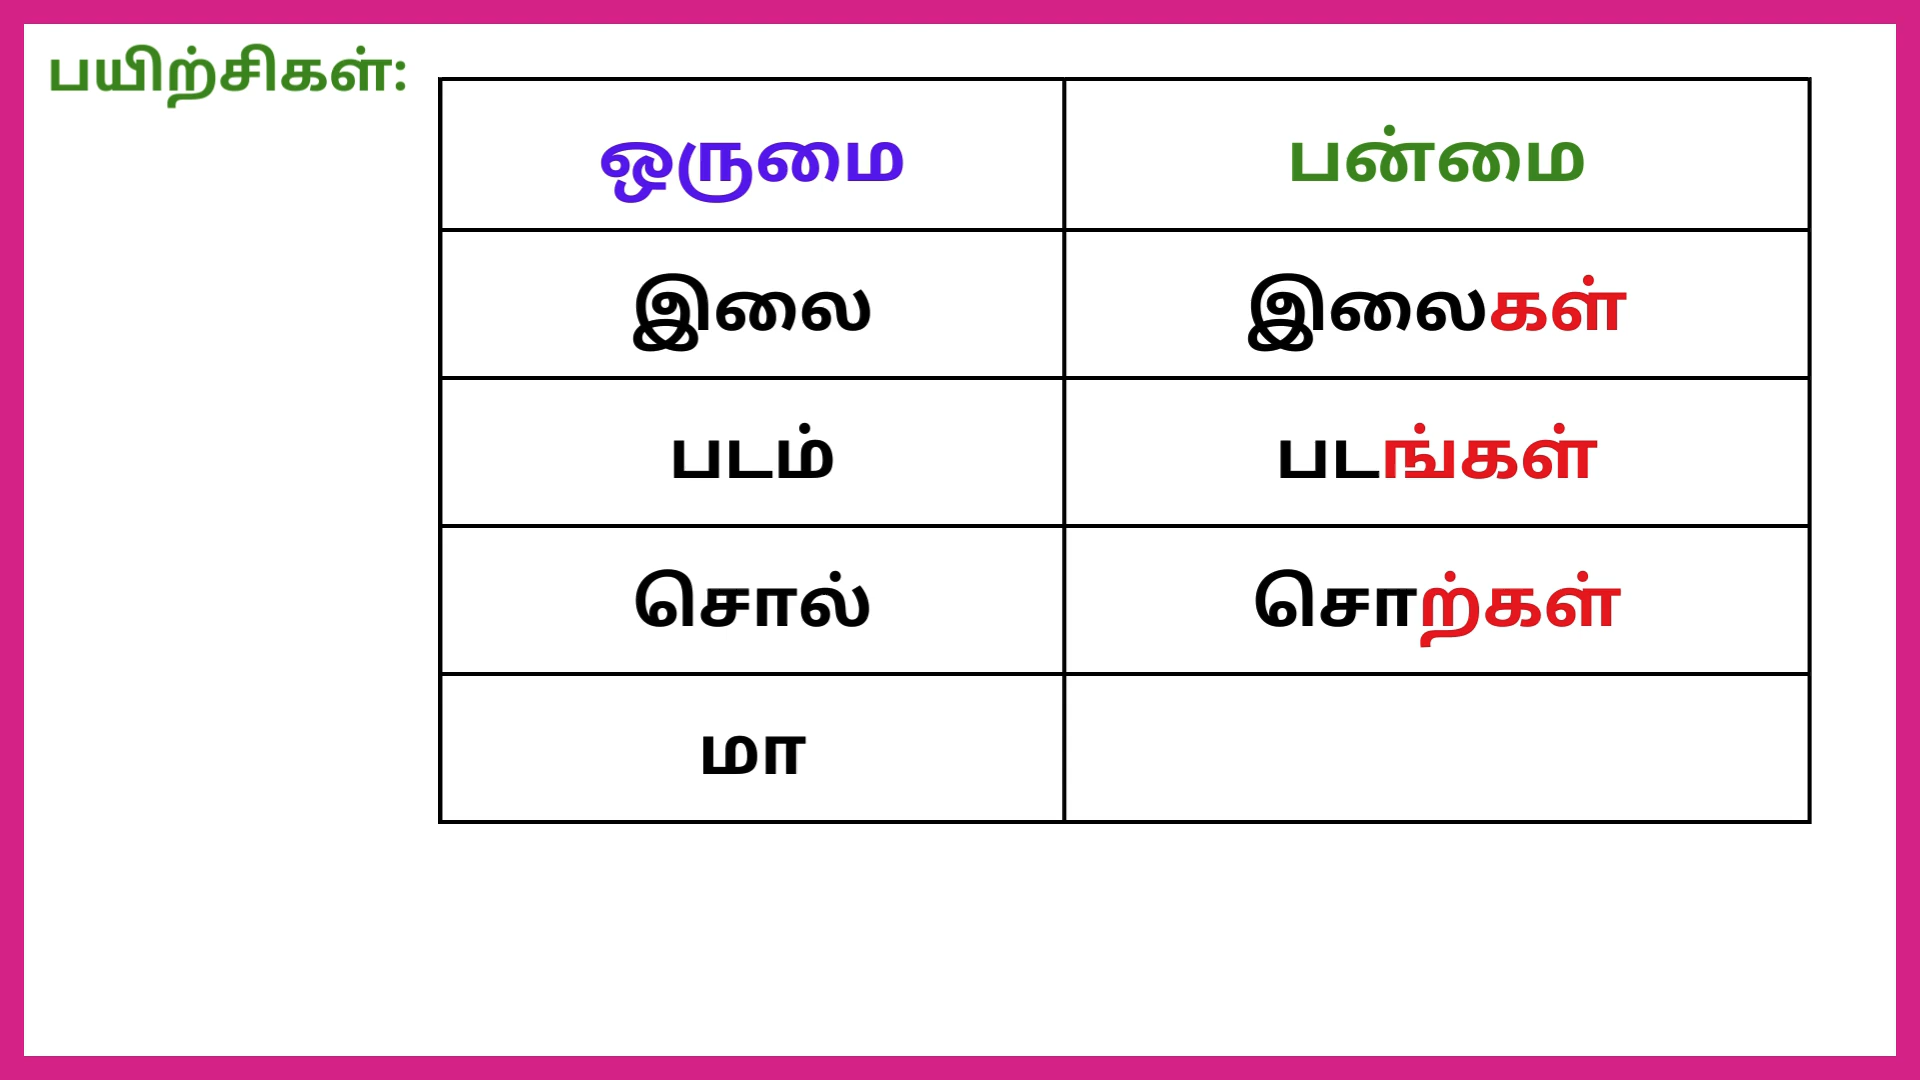 பயிற்சிகள்:
ஒருமை பன்மை
இலை இலைகள்
படம் படங்கள்
சொல் சொற்கள்
மா